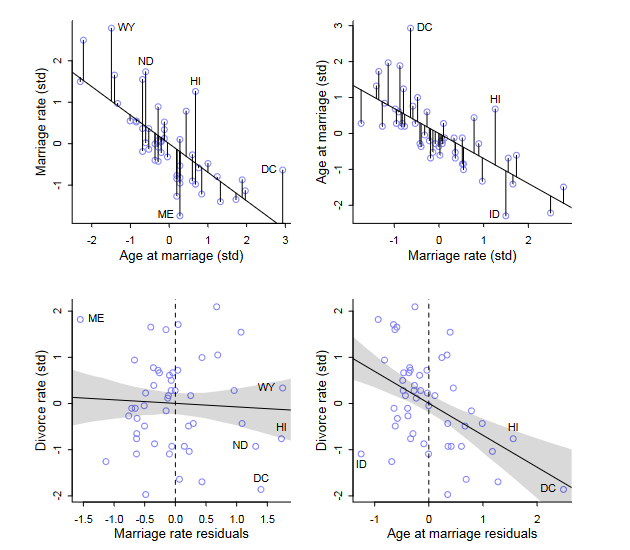 WY
ND
HI
DC
ME
Marriage rate (std)
-1 0 1 2
-2 -1 0 1 2 3
Age at marriage (std)
DC
HI
ID
Age at marriage (std)
-2 -1 0 1 2 3
-1 0 1 2
Marriage rate (std)
ME
WY
HI
ND
DC
Divorce rate (std)
-2 -1 0 1 2
-1.5 -1.0 -0.5 0.0 0.5 1.0 1.5
Marriage rate residuals
HI
ID
DC
Divorce rate (std)
-2 -1 0 1 2
-1 0 1 2
Age at marriage residuals